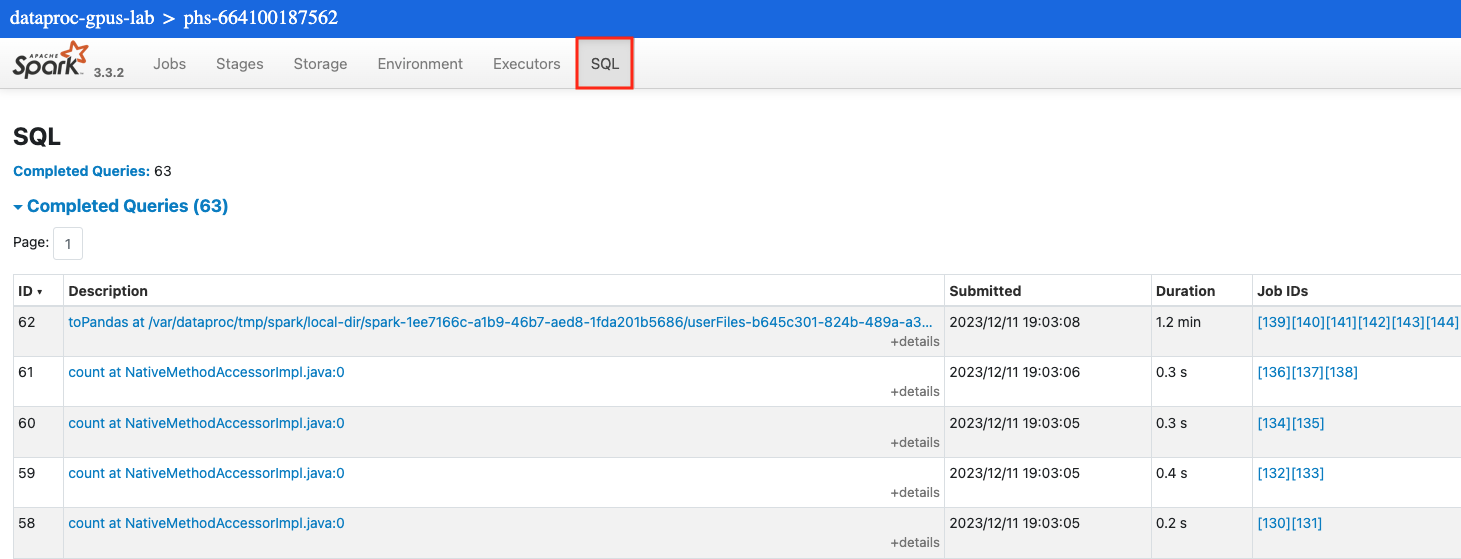 dataproc-gpus-lab > phs-664100187562
APACHE Spark™ 3.3.2 Jobs Stages Storage Environment Executors SQL
SQL
Completed Queries: 63
Completed Queries (63)
Page: 1
ID ▾ Description Submitted Duration Job IDs
62 toPandas at /var/dataproc/tmp/spark/local-dir/spark-1ee7166c-a1b9-46b7-aed8-1fda201b5686/userFiles-b645c301-824b-489a-a3... 2023/12/11 19:03:08 1.2 min [139][140][141][142][143][144]
+details
61 count at NativeMethodAccessorImpl.java:0 2023/12/11 19:03:06 0.3 s [136][137][138]
+details
60 count at NativeMethodAccessorImpl.java:0 2023/12/11 19:03:05 0.3 s [134][135]
+details
59 count at NativeMethodAccessorImpl.java:0 2023/12/11 19:03:05 0.4 s [132][133]
+details
58 count at NativeMethodAccessorImpl.java:0 2023/12/11 19:03:05 0.2 s [130][131]
+details